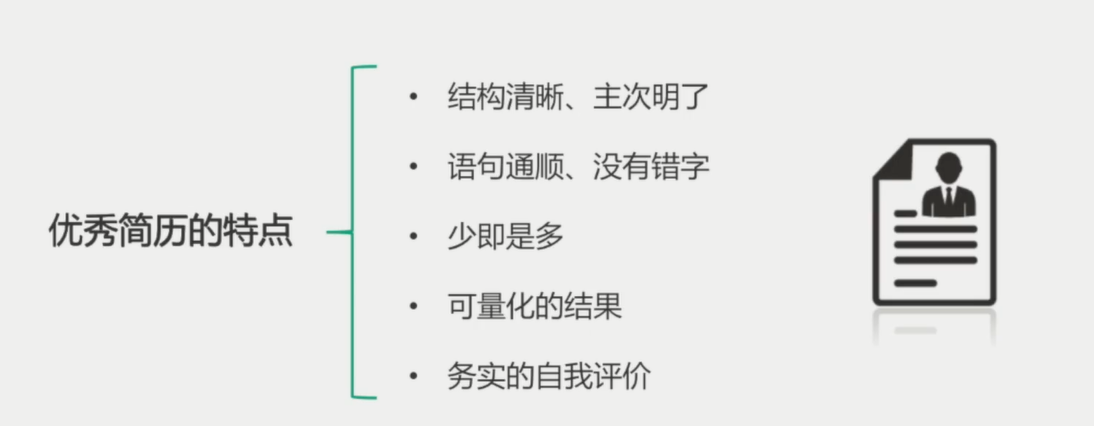 优秀简历的特点
• 结构清晰、主次明了
• 语句通顺、没有错字
• 少即是多
• 可量化的结果
• 务实的自我评价